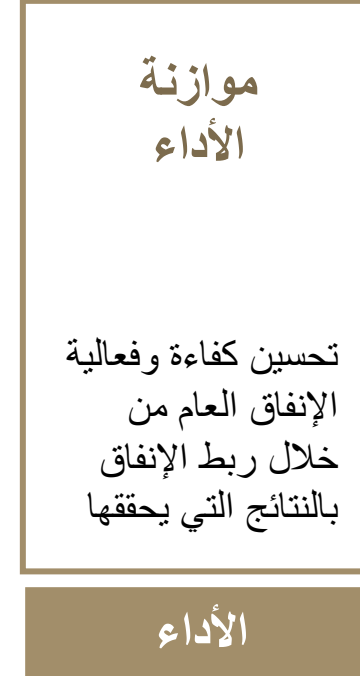 موازنة
الأداء
تحسين كفاءة وفعالية
الإنفاق العام من
خلال ربط الإنفاق
بالنتائج التي يحققها
الأداء